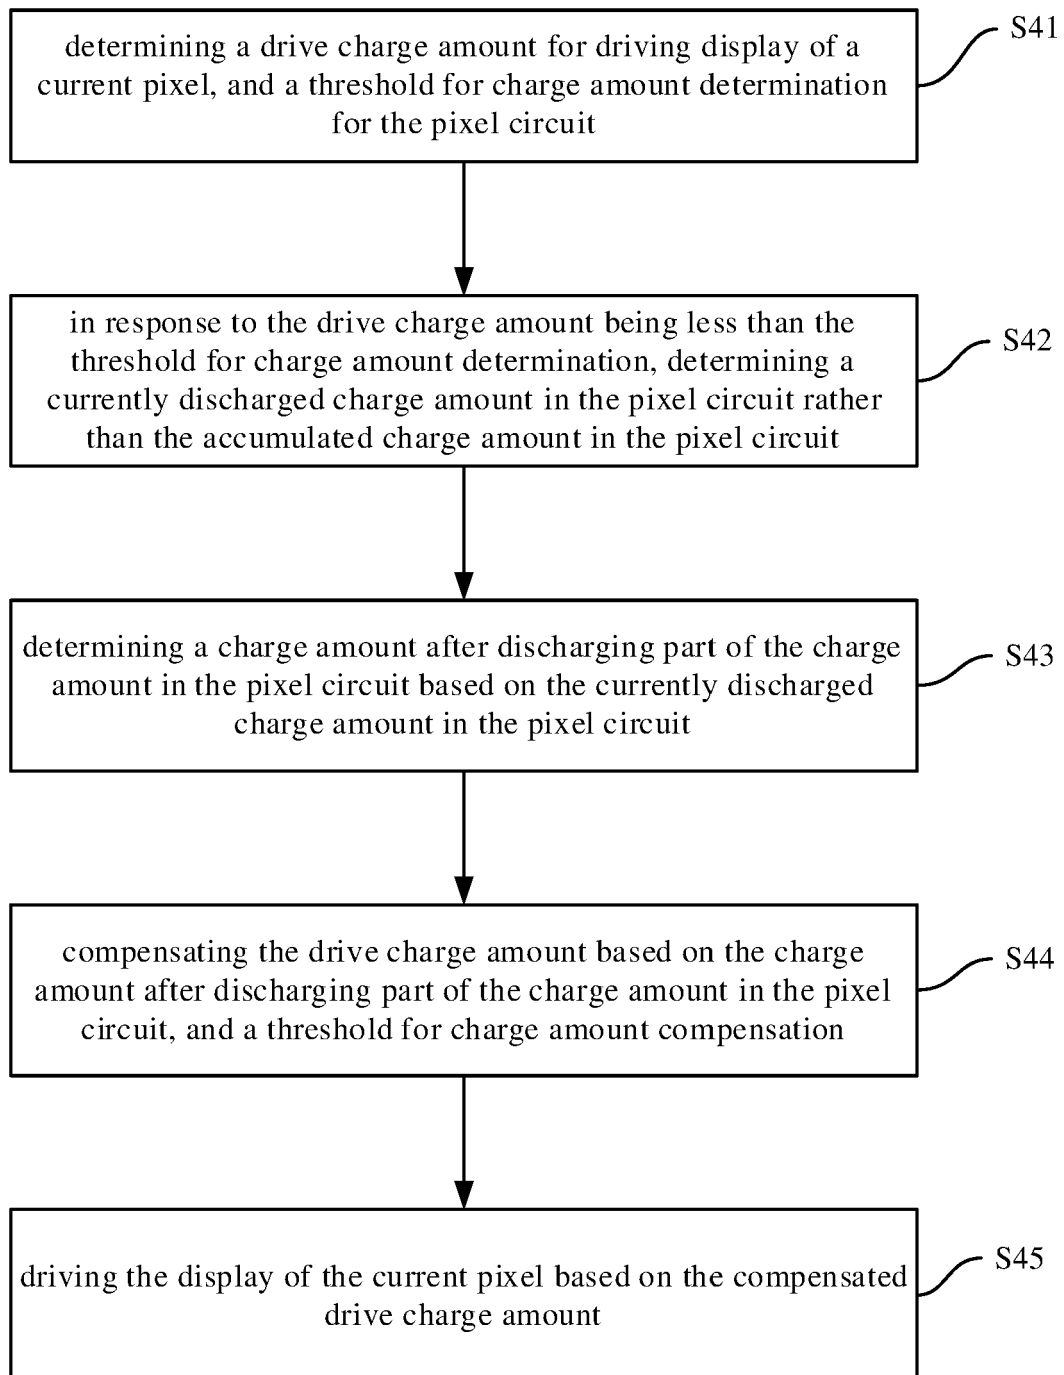 determining a drive charge amount for driving display of a
current pixel, and a threshold for charge amount determination
for the pixel circuit
S41
in response to the drive charge amount being less than the
threshold for charge amount determination, determining a
currently discharged charge amount in the pixel circuit rather
than the accumulated charge amount in the pixel circuit
S42
determining a charge amount after discharging part of the charge
amount in the pixel circuit based on the currently discharged
charge amount in the pixel circuit
S43
compensating the drive charge amount based on the charge
amount after discharging part of the charge amount in the pixel
circuit, and a threshold for charge amount compensation
S44
driving the display of the current pixel based on the compensated
drive charge amount
S45